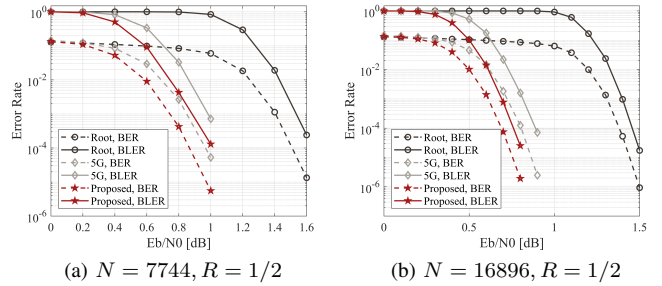 10^0
10^-2
10^-4
10^-6
Error Rate
Root, BER
Root, BLER
5G, BER
5G, BLER
Proposed, BER
Proposed, BLER
0 0.2 0.4 0.6 0.8 1 1.2 1.4 1.6
Eb/N0 [dB]
(a) N = 7744, R = 1/2
10^0
10^-2
10^-4
10^-6
Error Rate
Root, BER
Root, BLER
5G, BER
5G, BLER
Proposed, BER
Proposed, BLER
0 0.5 1 1.5
Eb/N0 [dB]
(b) N = 16896, R = 1/2